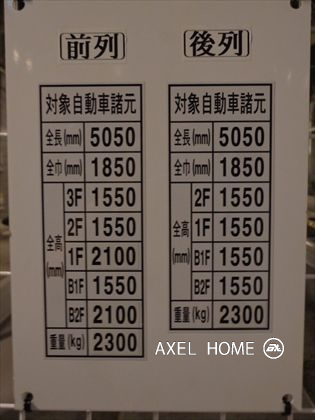 前列
対象自動車諸元
全長(mm) 5050
全巾(mm) 1850
全高(mm)
3F 1550
2F 1550
1F 2100
B1F 1550
B2F 2100
重量(kg) 2300
後列
対象自動車諸元
全長(mm) 5050
全巾(mm) 1850
全高(mm)
2F 1550
1F 1550
B1F 1550
B2F 1550
重量(kg) 2300
AXEL HOME